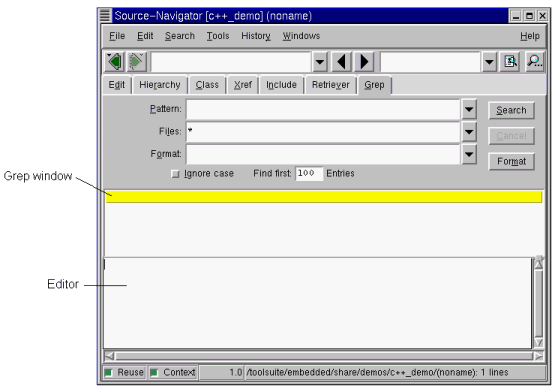 Source-Navigator [c++_demo] (noname)
File Edit Search Tools History Windows Help
Edit Hierarchy Class Xref Include Retriever Grep
Pattern: Search
Files: * Cancel
Format: Format
Ignore case Find first: 100 Entries
Grep window
Editor
Reuse Context 1.0 /toolsuite/embedded/share/demos/c++_demo/(noname): 1 lines